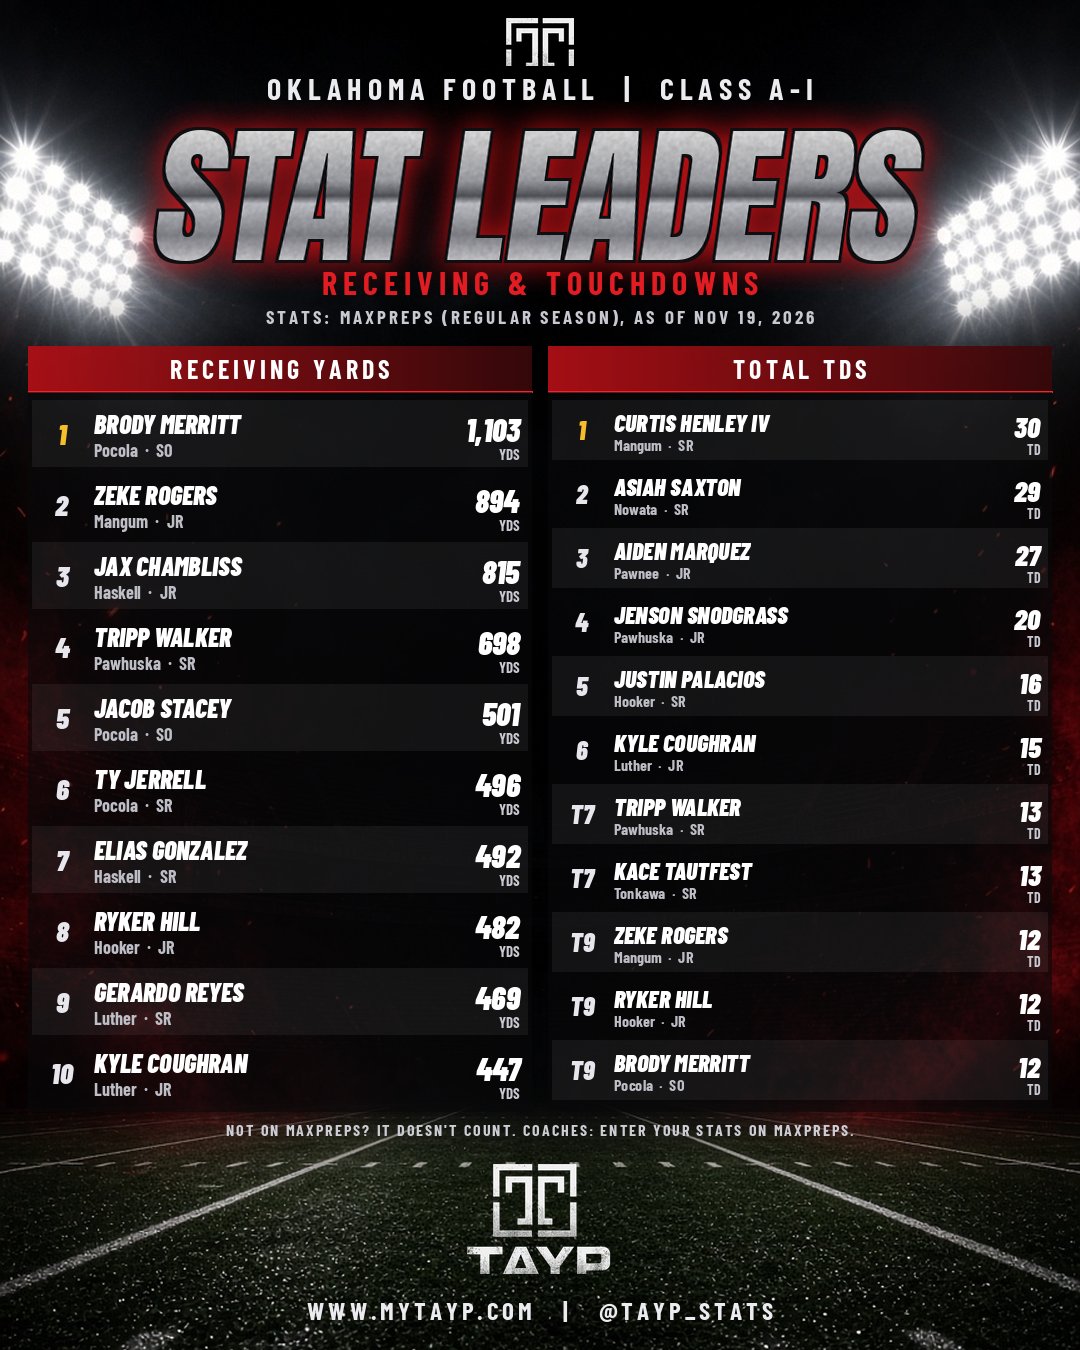 OKLAHOMA FOOTBALL | CLASS A-I
STAT LEADERS
RECEIVING & TOUCHDOWNS
STATS: MAXPREPS (REGULAR SEASON), AS OF NOV 19, 2026
RECEIVING YARDS
1 BRODY MERRITT 1,103
Pocola · SO YDS
2 ZEKE ROGERS 894
Mangum · JR YDS
3 JAX CHAMBLISS 815
Haskell · JR YDS
4 TRIPP WALKER 698
Pawhuska · SR YDS
5 JACOB STACEY 501
Pocola · SO YDS
6 TY JERRELL 496
Pocola · SR YDS
7 ELIAS GONZALEZ 492
Haskell · SR YDS
8 RYKER HILL 482
Hooker · JR YDS
9 GERARDO REYES 469
Luther · SR YDS
10 KYLE COUGHRAN 447
Luther · JR YDS
TOTAL TDS
1 CURTIS HENLEY IV 30
Mangum · SR TD
2 ASIAH SAXTON 29
Nowata · SR TD
3 AIDEN MARQUEZ 27
Pawnee · JR TD
4 JENSON SNODGRASS 20
Pawhuska · JR TD
5 JUSTIN PALACIOS 16
Hooker · SR TD
6 KYLE COUGHRAN 15
Luther · JR TD
T7 TRIPP WALKER 13
Pawhuska · SR TD
T7 KACE TAUTFEST 13
Tonkawa · SR TD
T9 ZEKE ROGERS 12
Mangum · JR TD
T9 RYKER HILL 12
Hooker · JR TD
T9 BRODY MERRITT 12
Pocola · SO TD
NOT ON MAXPREPS? IT DOESN'T COUNT. COACHES: ENTER YOUR STATS ON MAXPREPS.
TAYP
WWW.MYTAYP.COM | @TAYP_STATS